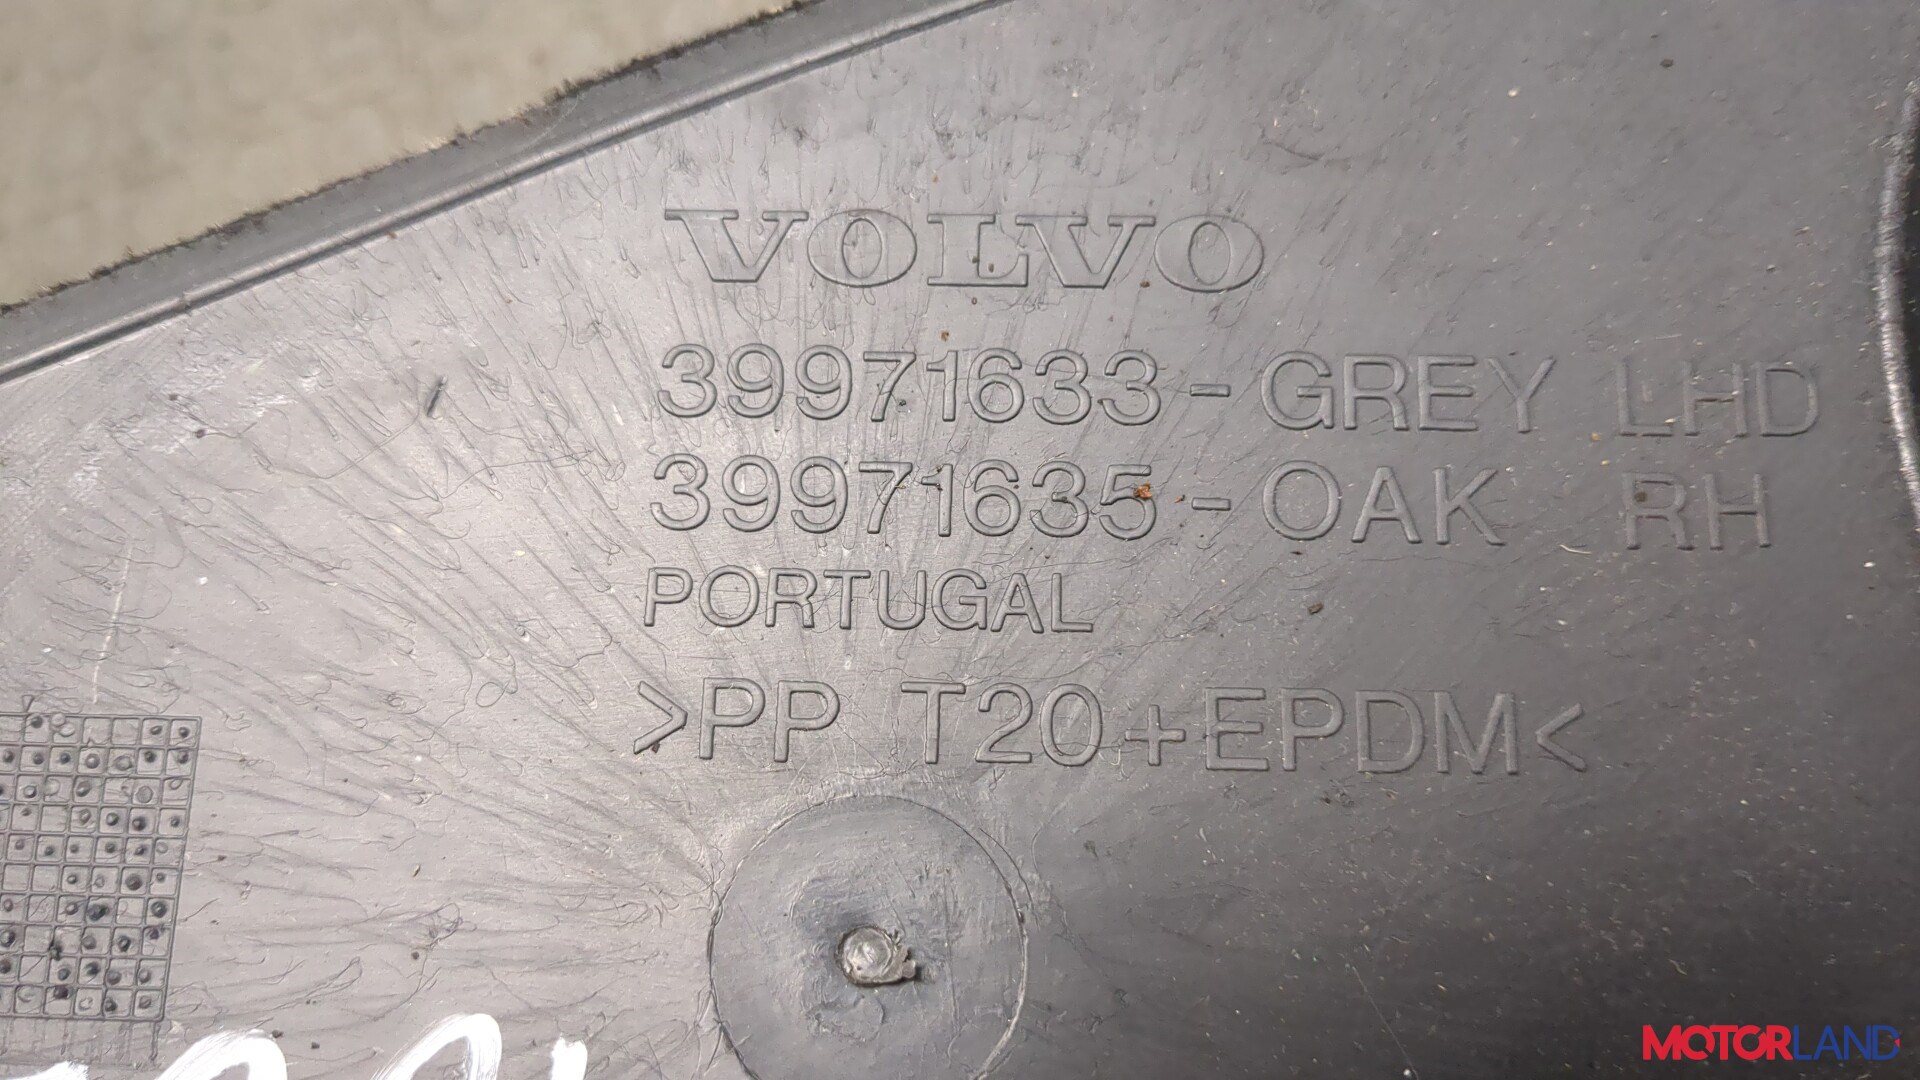 VOLVO
39971633-GREY LHD
39971635-OAK RH
PORTUGAL
>PP T20+EPDM<
MOTORLAND